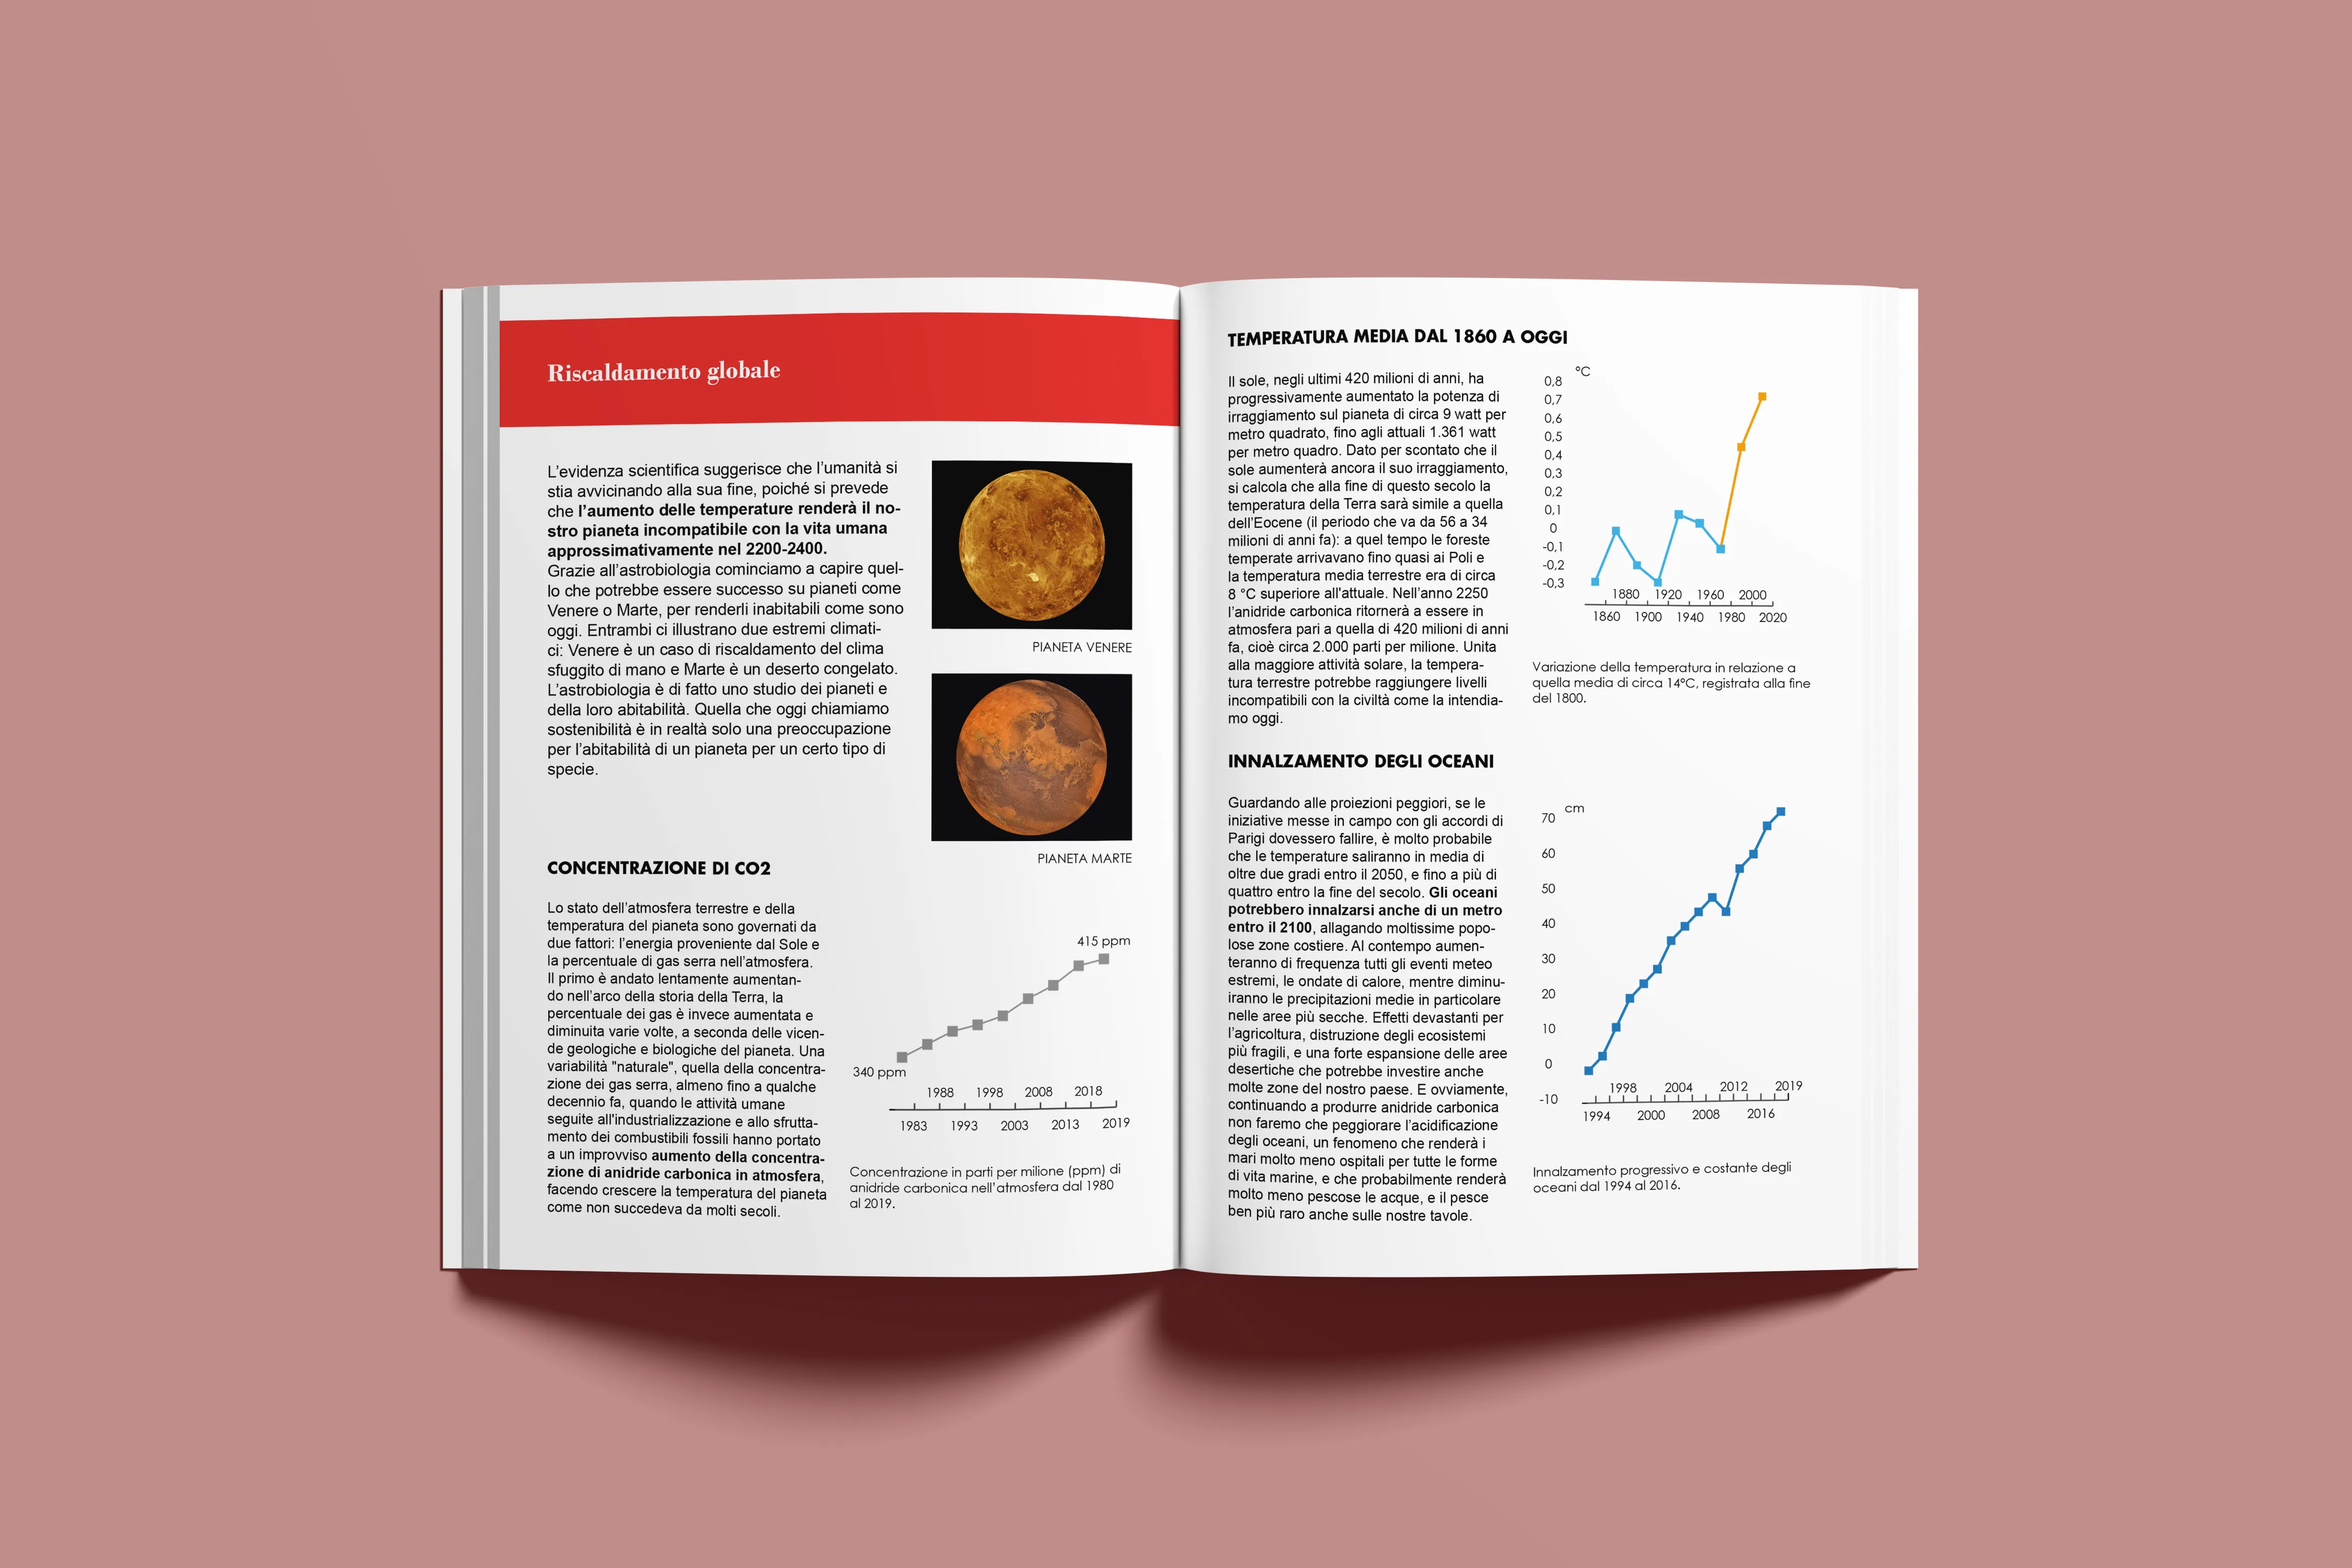 Riscaldamento globale
L'evidenza scientifica suggerisce che l'umanità si
stia avvicinando alla sua fine, poiché si prevede
che l'aumento delle temperature renderà il no-
stro pianeta incompatibile con la vita umana
approssimativamente nel 2200-2400.
Grazie all'astrobiologia cominciamo a capire quel-
lo che potrebbe essere successo su pianeti come
Venere o Marte, per renderli inabitabili come sono
oggi. Entrambi ci illustrano due estremi climati-
ci: Venere è un caso di riscaldamento del clima
sfuggito di mano e Marte è un deserto congelato.
L'astrobiologia è di fatto uno studio dei pianeti e
della loro abitabilità. Quella che oggi chiamiamo
sostenibilità è in realtà solo una preoccupazione
per l'abitabilità di un pianeta per un certo tipo di
specie.
PIANETA VENERE
PIANETA MARTE
CONCENTRAZIONE DI CO2
Lo stato dell'atmosfera terrestre e della
temperatura del pianeta sono governati da
due fattori: l'energia proveniente dal Sole e
la percentuale di gas serra nell'atmosfera.
Il primo è andato lentamente aumentan-
do nell'arco della storia della Terra, la
percentuale dei gas è invece aumentata e
diminuita varie volte, a seconda delle vicen-
de geologiche e biologiche del pianeta. Una
variabilità "naturale", quella della concentra-
zione dei gas serra, almeno fino a qualche
decennio fa, quando le attività umane
seguite all'industrializzazione e allo sfrutta-
mento dei combustibili fossili hanno portato
a un improvviso aumento della concentra-
zione di anidride carbonica in atmosfera,
facendo crescere la temperatura del pianeta
come non succedeva da molti secoli.
415 ppm
340 ppm
1988 1998 2008 2018
1983 1993 2003 2013 2019
Concentrazione in parti per milione (ppm) di
anidride carbonica nell'atmosfera dal 1980
al 2019.
TEMPERATURA MEDIA DAL 1860 A OGGI
Il sole, negli ultimi 420 milioni di anni, ha
progressivamente aumentato la potenza di
irraggiamento sul pianeta di circa 9 watt per
metro quadrato, fino agli attuali 1.361 watt
per metro quadro. Dato per scontato che il
sole aumenterà ancora il suo irraggiamento,
si calcola che alla fine di questo secolo la
temperatura della Terra sarà simile a quella
dell'Eocene (il periodo che va da 56 a 34
milioni di anni fa): a quel tempo le foreste
temperate arrivavano fino quasi ai Poli e
la temperatura media terrestre era di circa
8 °C superiore all'attuale. Nell'anno 2250
l'anidride carbonica ritornerà a essere in
atmosfera pari a quella di 420 milioni di anni
fa, cioè circa 2.000 parti per milione. Unita
alla maggiore attività solare, la tempera-
tura terrestre potrebbe raggiungere livelli
incompatibili con la civiltà come la intendia-
mo oggi.
°C
0,8
0,7
0,6
0,5
0,4
0,3
0,2
0,1
0
-0,1
-0,2
-0,3
1880 1920 1960 2000
1860 1900 1940 1980 2020
Variazione della temperatura in relazione a
quella media di circa 14°C, registrata alla fine
del 1800.
INNALZAMENTO DEGLI OCEANI
Guardando alle proiezioni peggiori, se le
iniziative messe in campo con gli accordi di
Parigi dovessero fallire, è molto probabile
che le temperature saliranno in media di
oltre due gradi entro il 2050, e fino a più di
quattro entro la fine del secolo. Gli oceani
potrebbero innalzarsi anche di un metro
entro il 2100, allagando moltissime popo-
lose zone costiere. Al contempo aumen-
teranno di frequenza tutti gli eventi meteo
estremi, le ondate di calore, mentre diminu-
iranno le precipitazioni medie in particolare
nelle aree più secche. Effetti devastanti per
l'agricoltura, distruzione degli ecosistemi
più fragili, e una forte espansione delle aree
desertiche che potrebbe investire anche
molte zone del nostro paese. E ovviamente,
continuando a produrre anidride carbonica
non faremo che peggiorare l'acidificazione
degli oceani, un fenomeno che renderà i
mari molto meno ospitali per tutte le forme
di vita marine, e che probabilmente renderà
molto meno pescose le acque, e il pesce
ben più raro anche sulle nostre tavole.
cm
70
60
50
40
30
20
10
0
-10
1998 2004 2012 2019
1994 2000 2008 2016
Innalzamento progressivo e costante degli
oceani dal 1994 al 2016.